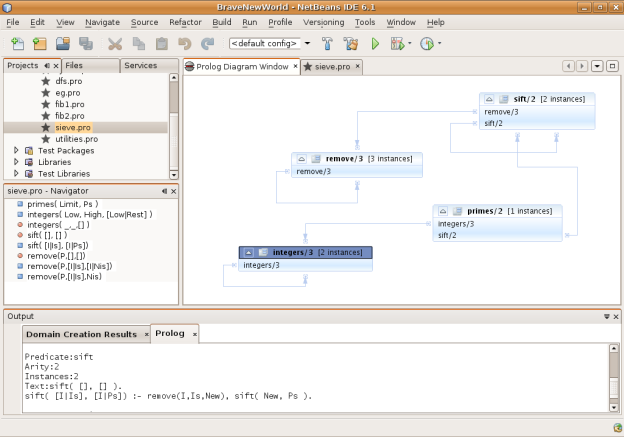 BraveNewWorld - NetBeans IDE 6.1
File Edit View Navigate Source Refactor Build Run Profile Versioning Tools Window Help
<default config>
Projects Files Services
dfs.pro
eg.pro
fib1.pro
fib2.pro
sieve.pro
utilities.pro
Test Packages
Libraries
Test Libraries
sieve.pro - Navigator
primes( Limit, Ps )
integers( Low, High, [Low|Rest] )
integers( _,_,[] )
sift( [], [] )
sift( [I|Is], [I|Ps])
remove(P,[],[])
remove(P,[I|Is],[I|Nis])
remove(P,[I|Is],Nis)
Prolog Diagram Window sieve.pro
sift/2 [2 instances]
remove/3
sift/2
remove/3 [3 instances]
remove/3
primes/2 [1 instances]
integers/3
sift/2
integers/3 [2 instances]
integers/3
Output
Domain Creation Results Prolog
Predicate:sift
Arity:2
Instances:2
Text:sift( [], [] ).
sift( [I|Is], [I|Ps]) :- remove(I,Is,New), sift( New, Ps ).